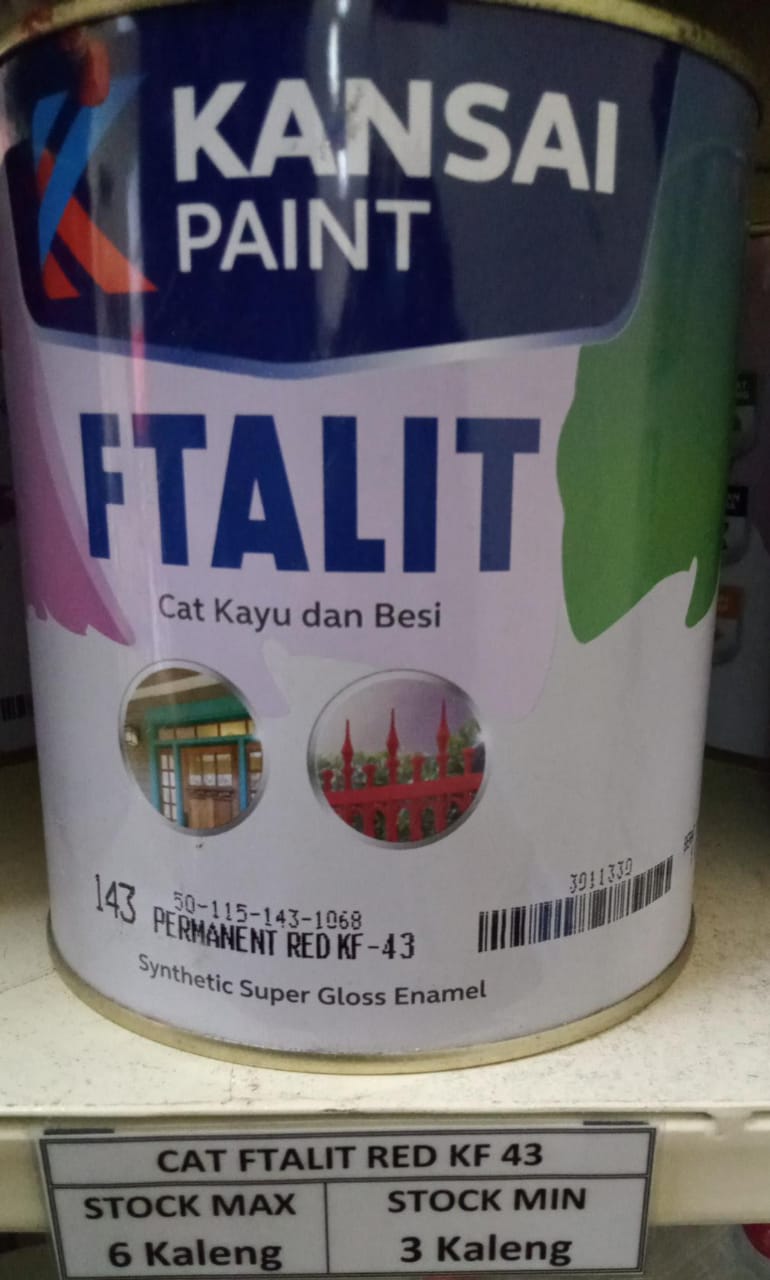 KANSAI
PAINT
FTALIT
Cat Kayu dan Besi
143
50-115-143-1068
PERMANENT RED KF-43
3911339
Synthetic Super Gloss Enamel
CAT FTALIT RED KF 43
STOCK MAX
STOCK MIN
6 Kaleng
3 Kaleng